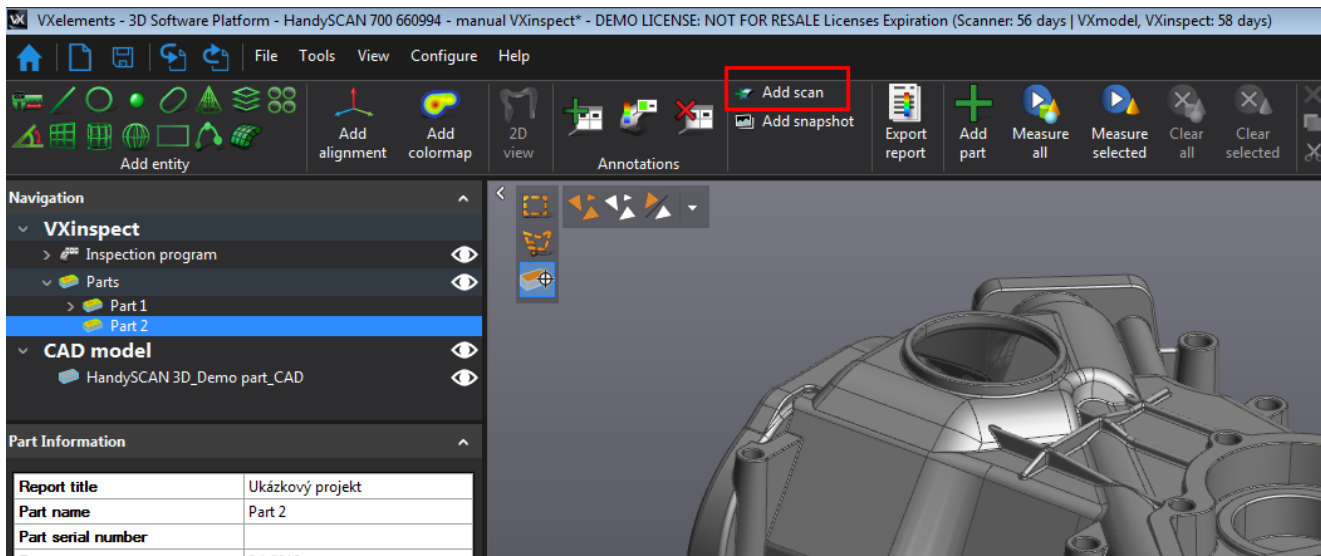 VXelements - 3D Software Platform - HandySCAN 700 660994 - manual VXinspect* - DEMO LICENSE: NOT FOR RESALE Licenses Expiration (Scanner: 56 days | VXmodel, VXinspect: 58 days)
File Tools View Configure Help
Add entity
Add alignment
Add colormap
2D view
Annotations
Add scan
Add snapshot
Export report
Add part
Measure all
Measure selected
Clear all
Clear selected
Navigation
VXinspect
Inspection program
Parts
Part 1
Part 2
CAD model
HandySCAN 3D_Demo part_CAD
Part Information
Report title Ukázkový projekt
Part name Part 2
Part serial number